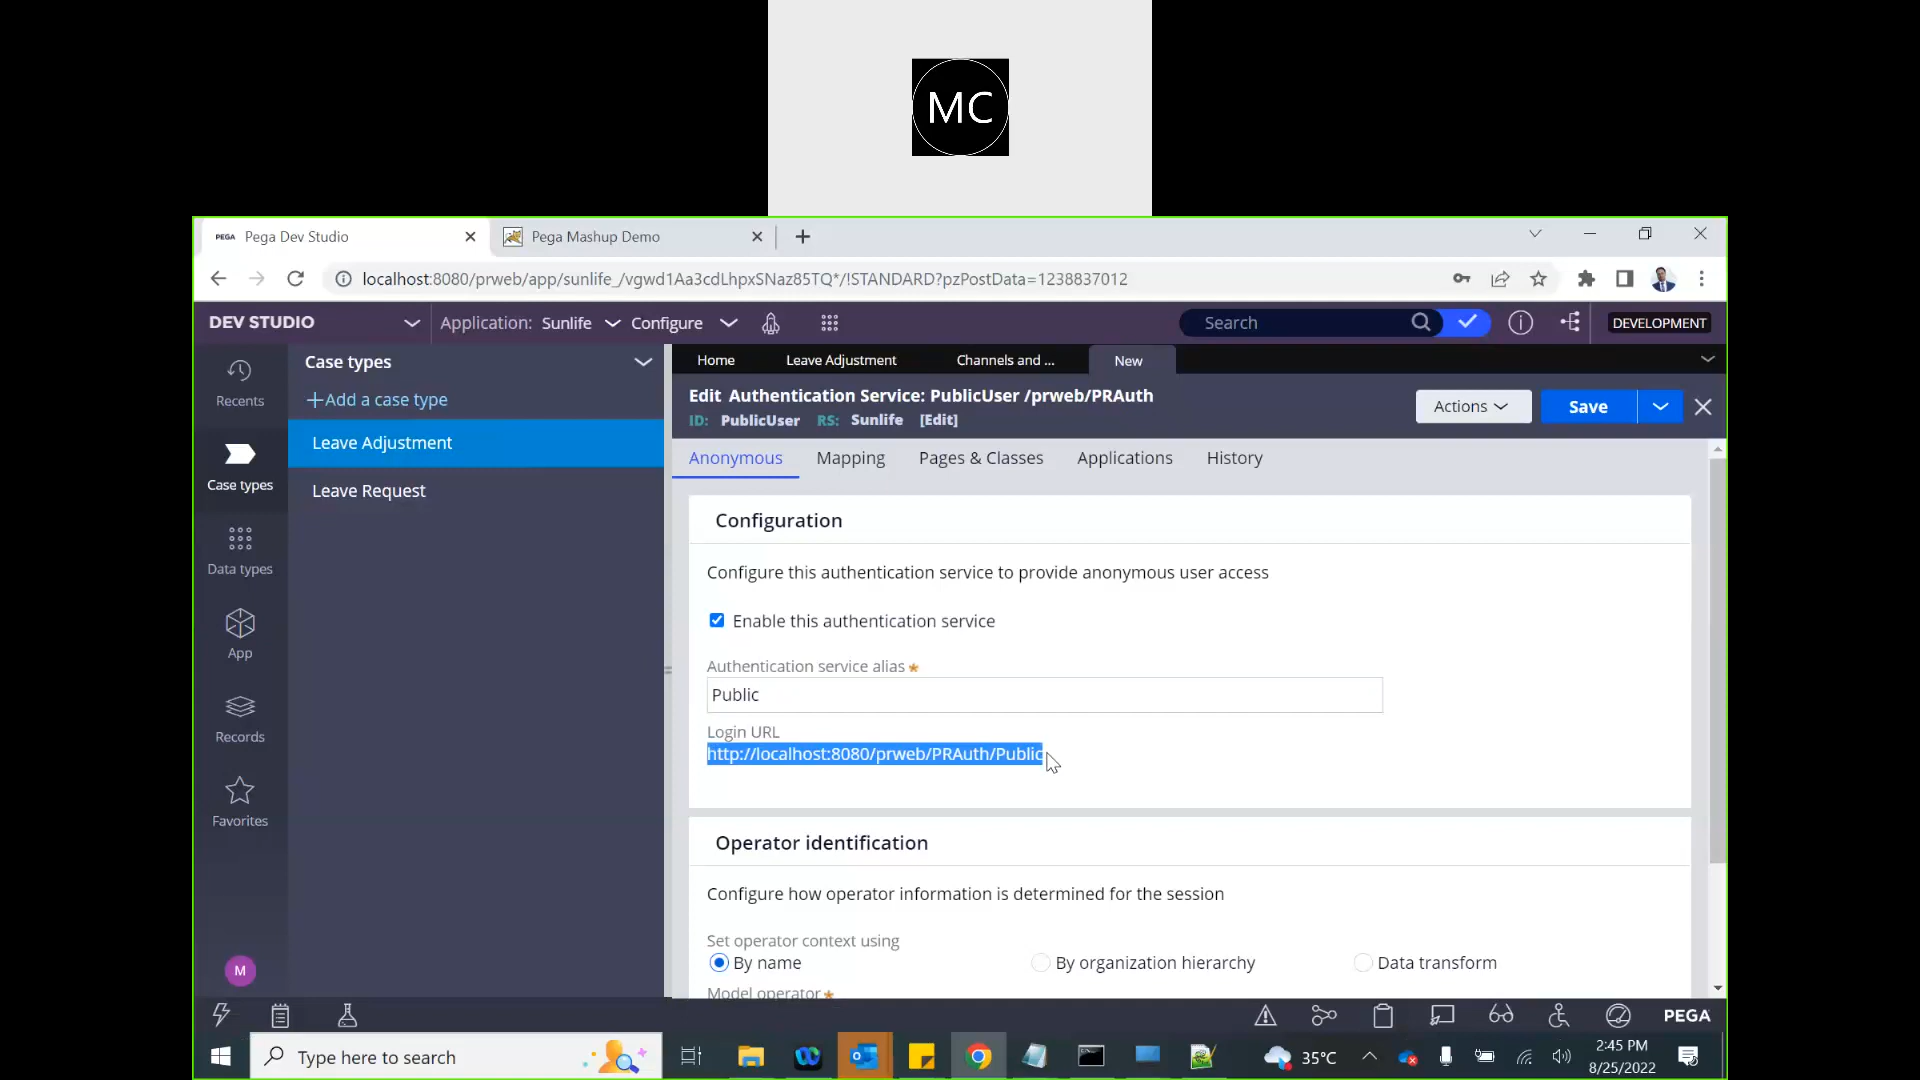 MC
PEGA Pega Dev Studio
Pega Mashup Demo
localhost:8080/prweb/app/sunlife_/vgwd1Aa3cdLhpxSNaz85TQ*/!STANDARD?pzPostData=1238837012
DEV STUDIO
Application: Sunlife
Configure
Search
DEVELOPMENT
Recents
Case types
Data types
App
Records
Favorites
M
Case types
+Add a case type
Leave Adjustment
Leave Request
Home
Leave Adjustment
Channels and ...
New
Edit Authentication Service: PublicUser /prweb/PRAuth
ID: PublicUser RS: Sunlife [Edit]
Actions
Save
Anonymous
Mapping
Pages & Classes
Applications
History
Configuration
Configure this authentication service to provide anonymous user access
Enable this authentication service
Authentication service alias ★
Public
Login URL
http://localhost:8080/prweb/PRAuth/Public
Operator identification
Configure how operator information is determined for the session
Set operator context using
By name
By organization hierarchy
Data transform
Model operator ★
PEGA
Type here to search
35°C
2:45 PM
8/25/2022